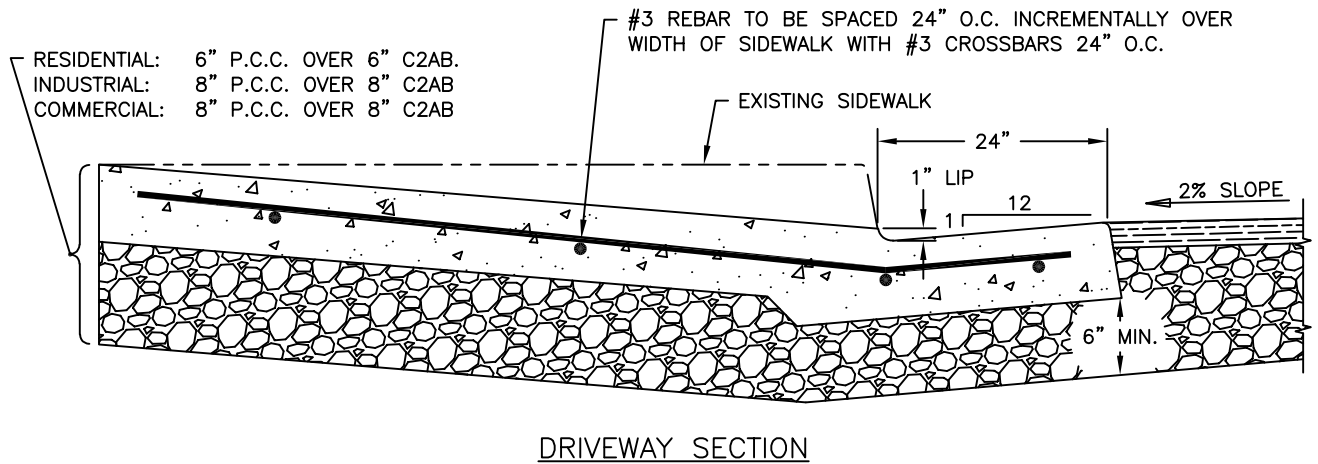 #3 REBAR TO BE SPACED 24" O.C. INCREMENTALLY OVER
WIDTH OF SIDEWALK WITH #3 CROSSBARS 24" O.C.
RESIDENTIAL: 6" P.C.C. OVER 6" C2AB.
INDUSTRIAL: 8" P.C.C. OVER 8" C2AB
COMMERCIAL: 8" P.C.C. OVER 8" C2AB
EXISTING SIDEWALK
24"
1" LIP
2% SLOPE
12
1
6" MIN.
DRIVEWAY SECTION